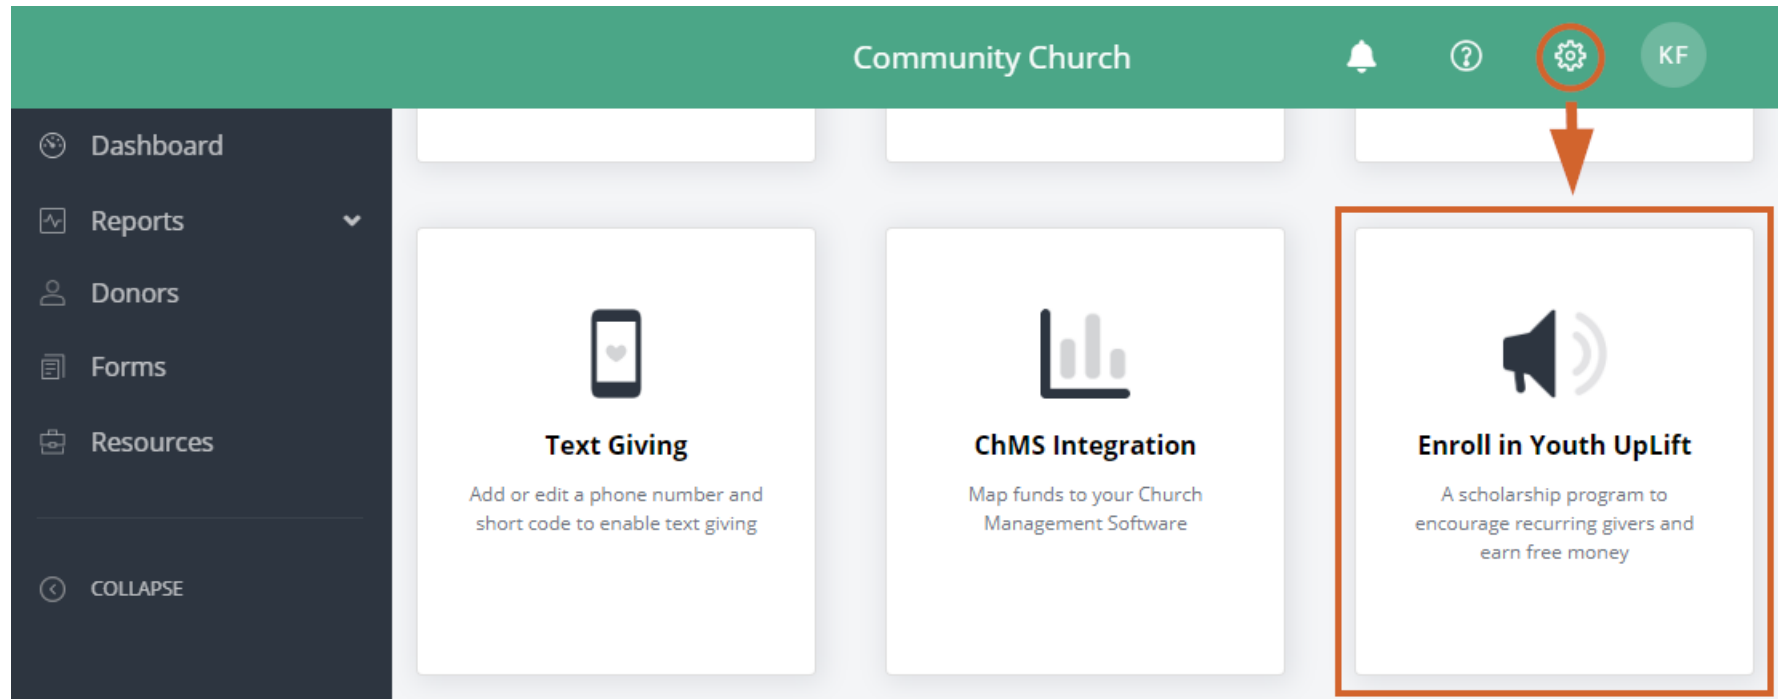 Community Church
KF
Dashboard
Reports
Donors
Forms
Resources
COLLAPSE
Text Giving
Add or edit a phone number and
short code to enable text giving
ChMS Integration
Map funds to your Church
Management Software
Enroll in Youth UpLift
A scholarship program to
encourage recurring givers and
earn free money